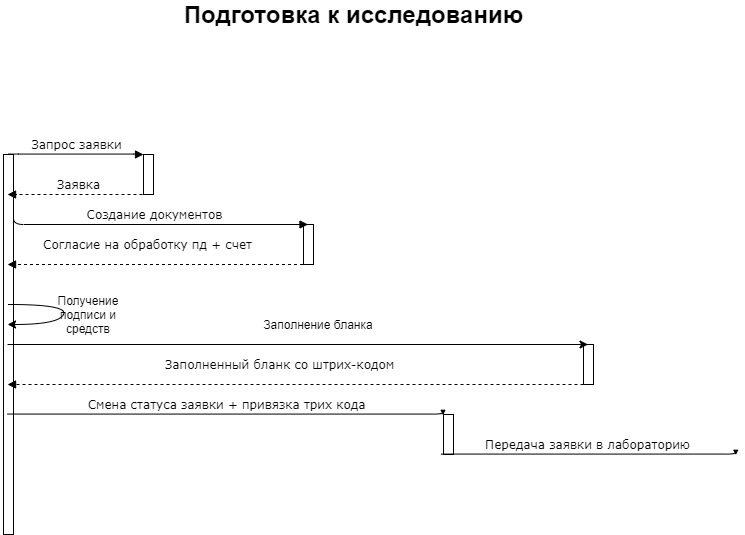 Подготовка к исследованию
Запрос заявки
Заявка
Создание документов
Согласие на обработку пд + счет
Получение
подписи и
средств
Заполнение бланка
Заполненный бланк со штрих-кодом
Смена статуса заявки + привязка трих кода
Передача заявки в лабораторию